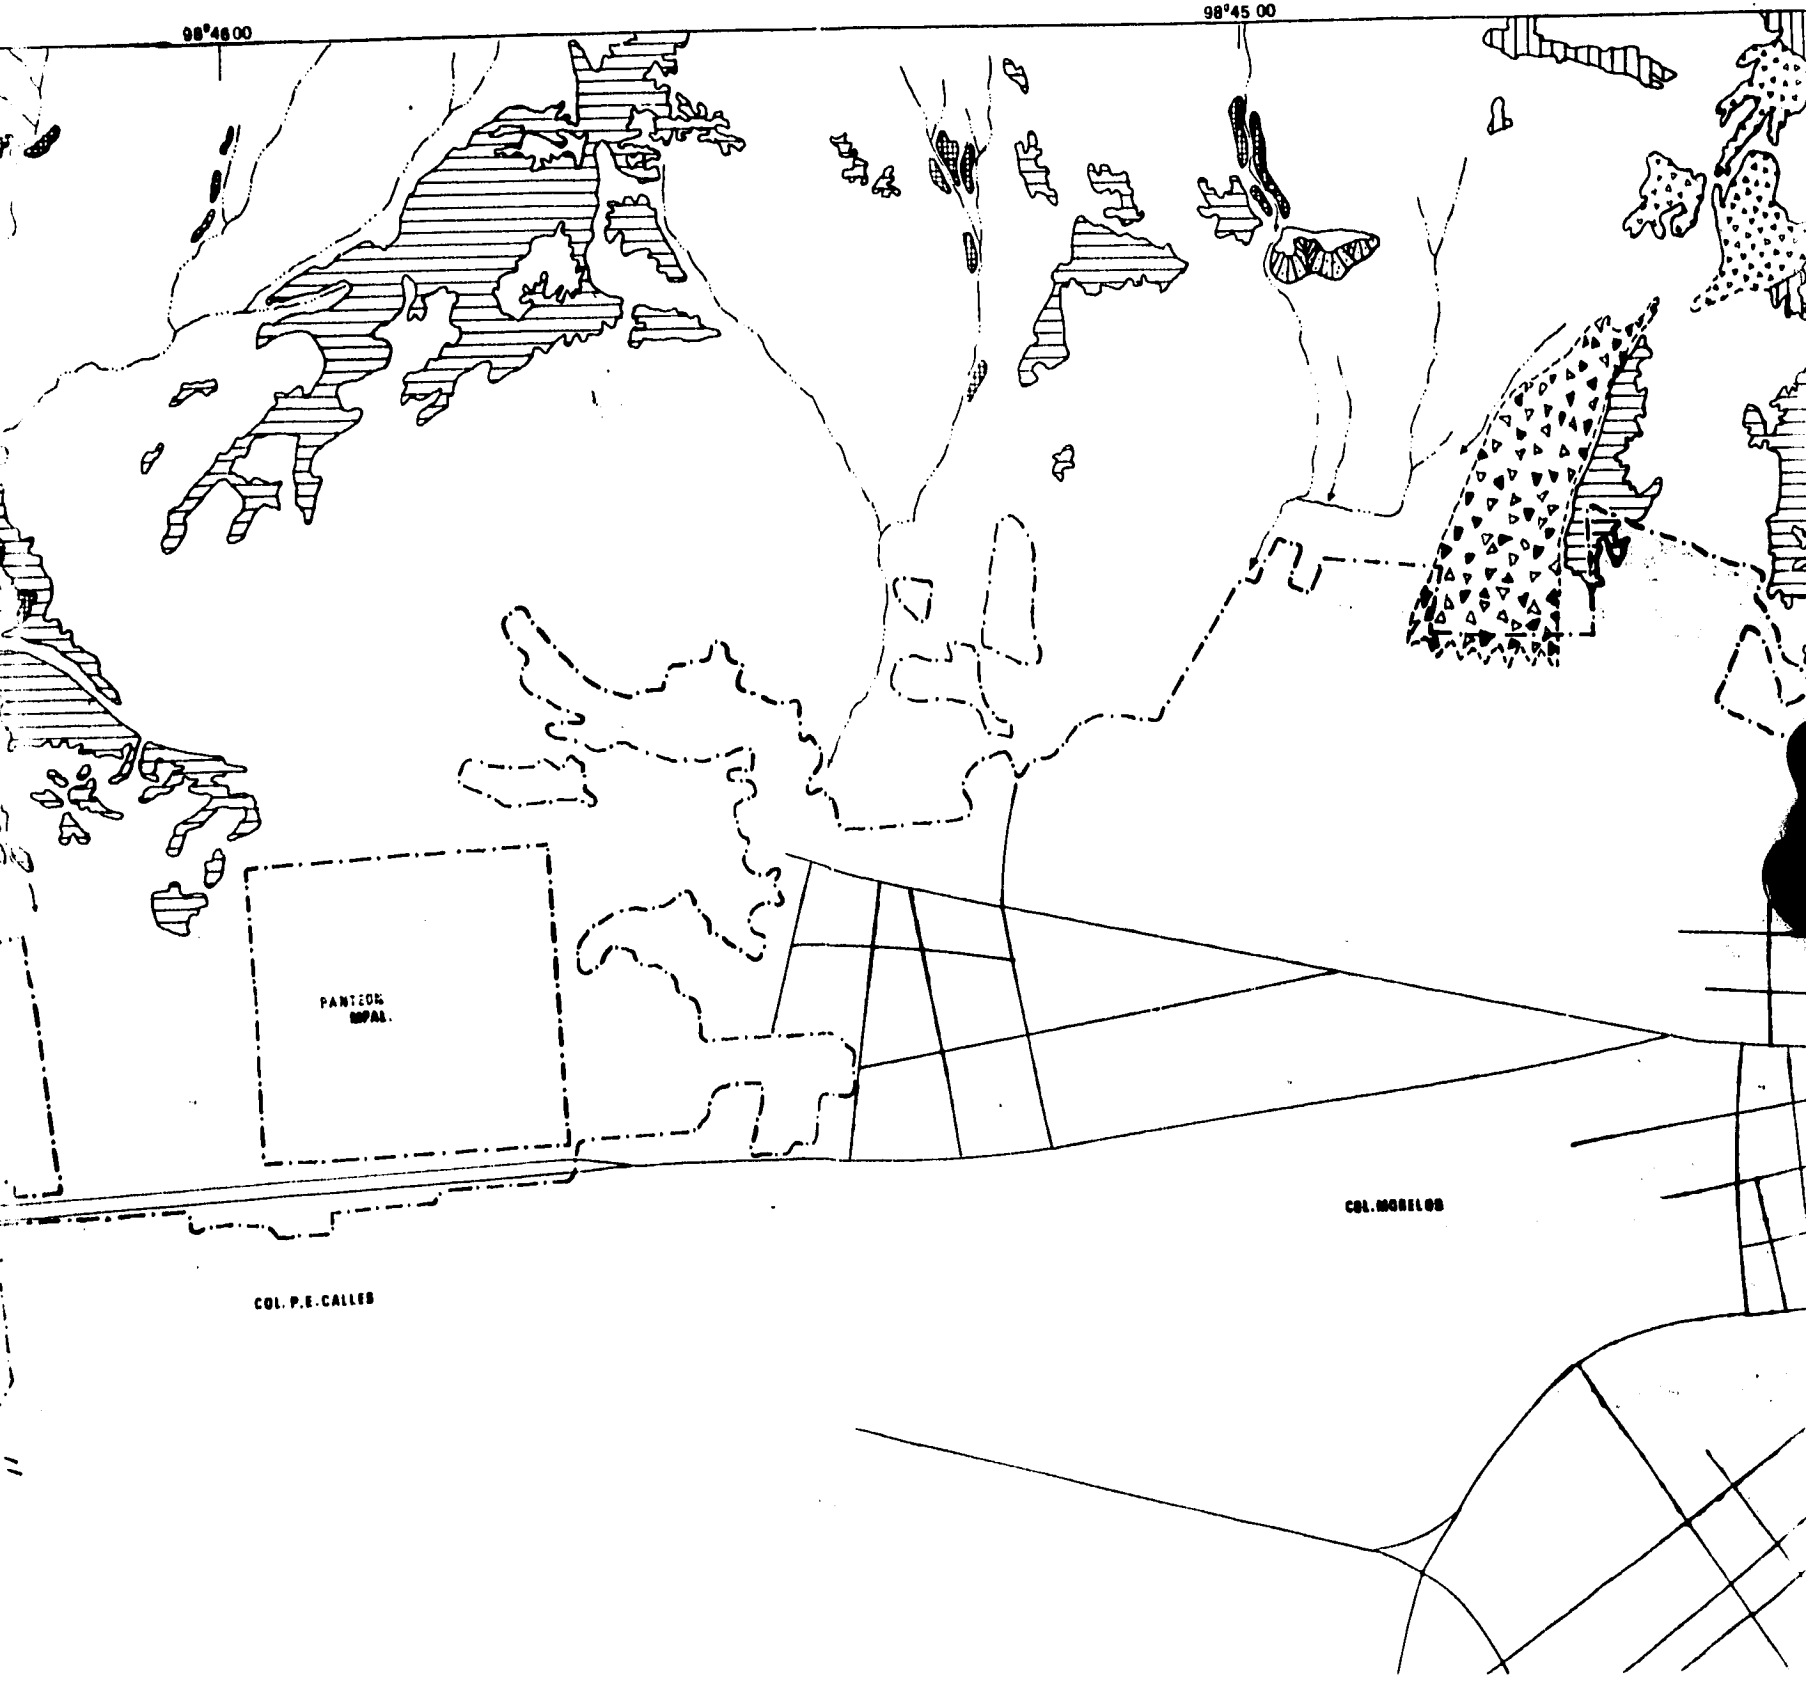 98°46 00
98°45 00
PANTEON
MPAL.
COL. MORELOS
COL. P.E. CALLES